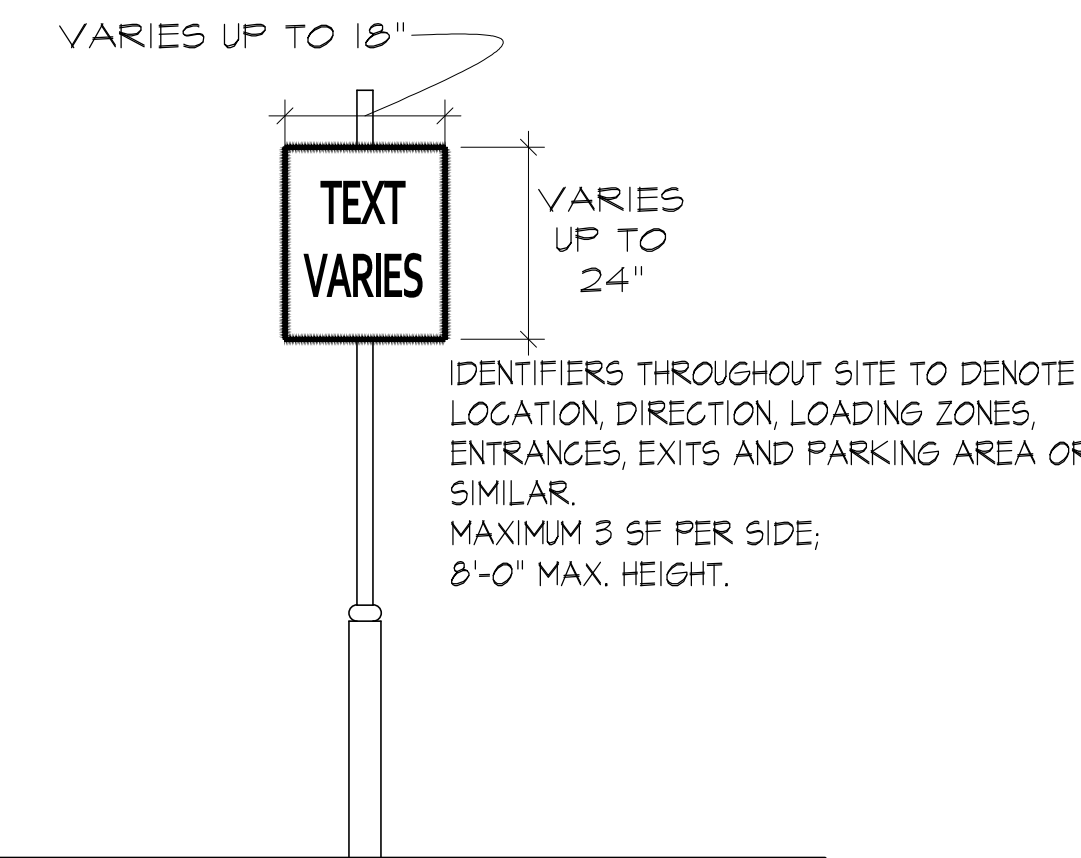 VARIES UP TO 18"
TEXT
VARIES
VARIES
UP TO
24"
IDENTIFIERS THROUGHOUT SITE TO DENOTE
LOCATION, DIRECTION, LOADING ZONES,
ENTRANCES, EXITS AND PARKING AREA OR
SIMILAR.
MAXIMUM 3 SF PER SIDE;
8'-0" MAX. HEIGHT.